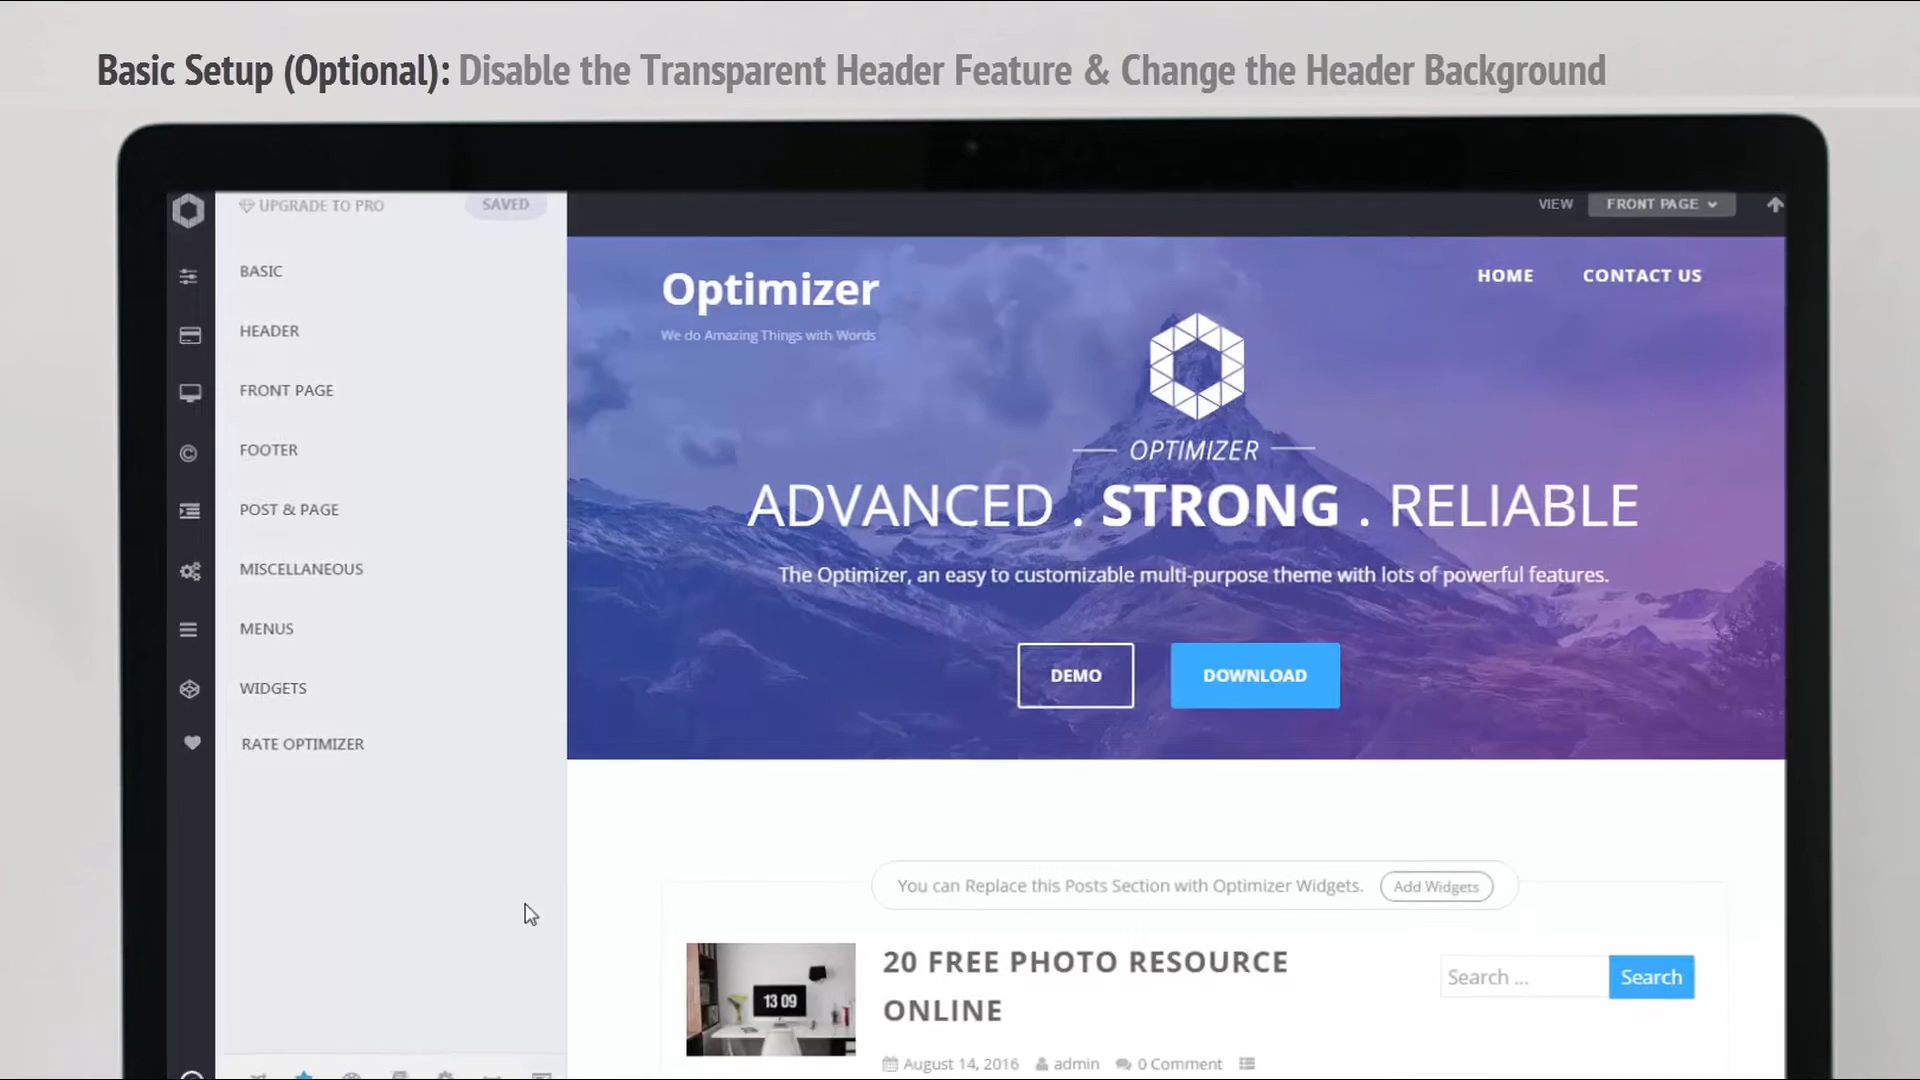 Basic Setup (Optional): Disable the Transparent Header Feature & Change the Header Background
UPGRADE TO PRO
SAVED
VIEW
FRONT PAGE
BASIC
HEADER
FRONT PAGE
FOOTER
POST & PAGE
MISCELLANEOUS
MENUS
WIDGETS
RATE OPTIMIZER
Optimizer
We do Amazing Things with Words
HOME
CONTACT US
OPTIMIZER
ADVANCED . STRONG . RELIABLE
The Optimizer, an easy to customizable multi-purpose theme with lots of powerful features.
DEMO
DOWNLOAD
You can Replace this Posts Section with Optimizer Widgets.
Add Widgets
13 09
20 FREE PHOTO RESOURCE
ONLINE
August 14, 2016 admin 0 Comment
Search ...
Search